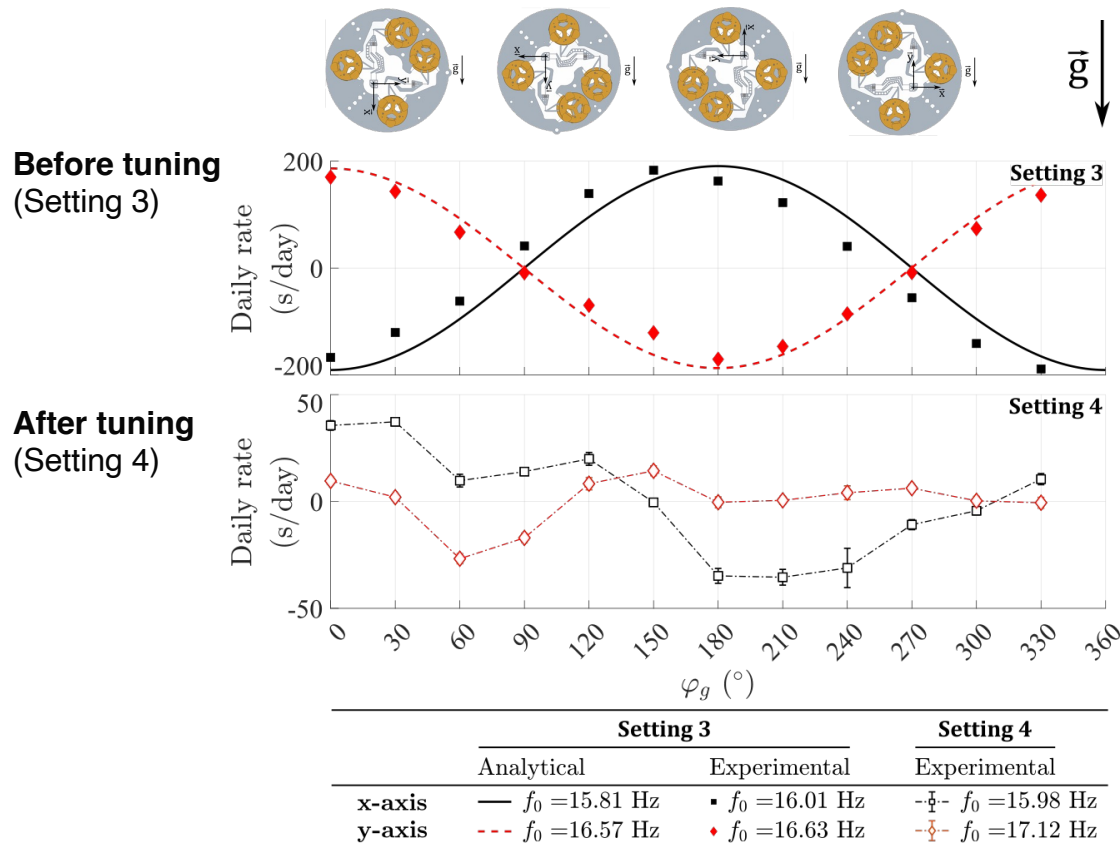 x y g
x y g
x y g
x y g
g
Before tuning
(Setting 3)
Setting 3
Daily rate
(s/day)
200
0
-200
After tuning
(Setting 4)
Setting 4
Daily rate
(s/day)
50
0
-50
0 30 60 90 120 150 180 210 240 270 300 330 360
φg (°)
Setting 3 Setting 4
Analytical Experimental Experimental
x-axis f0 =15.81 Hz f0 =16.01 Hz f0 =15.98 Hz
y-axis f0 =16.57 Hz f0 =16.63 Hz f0 =17.12 Hz